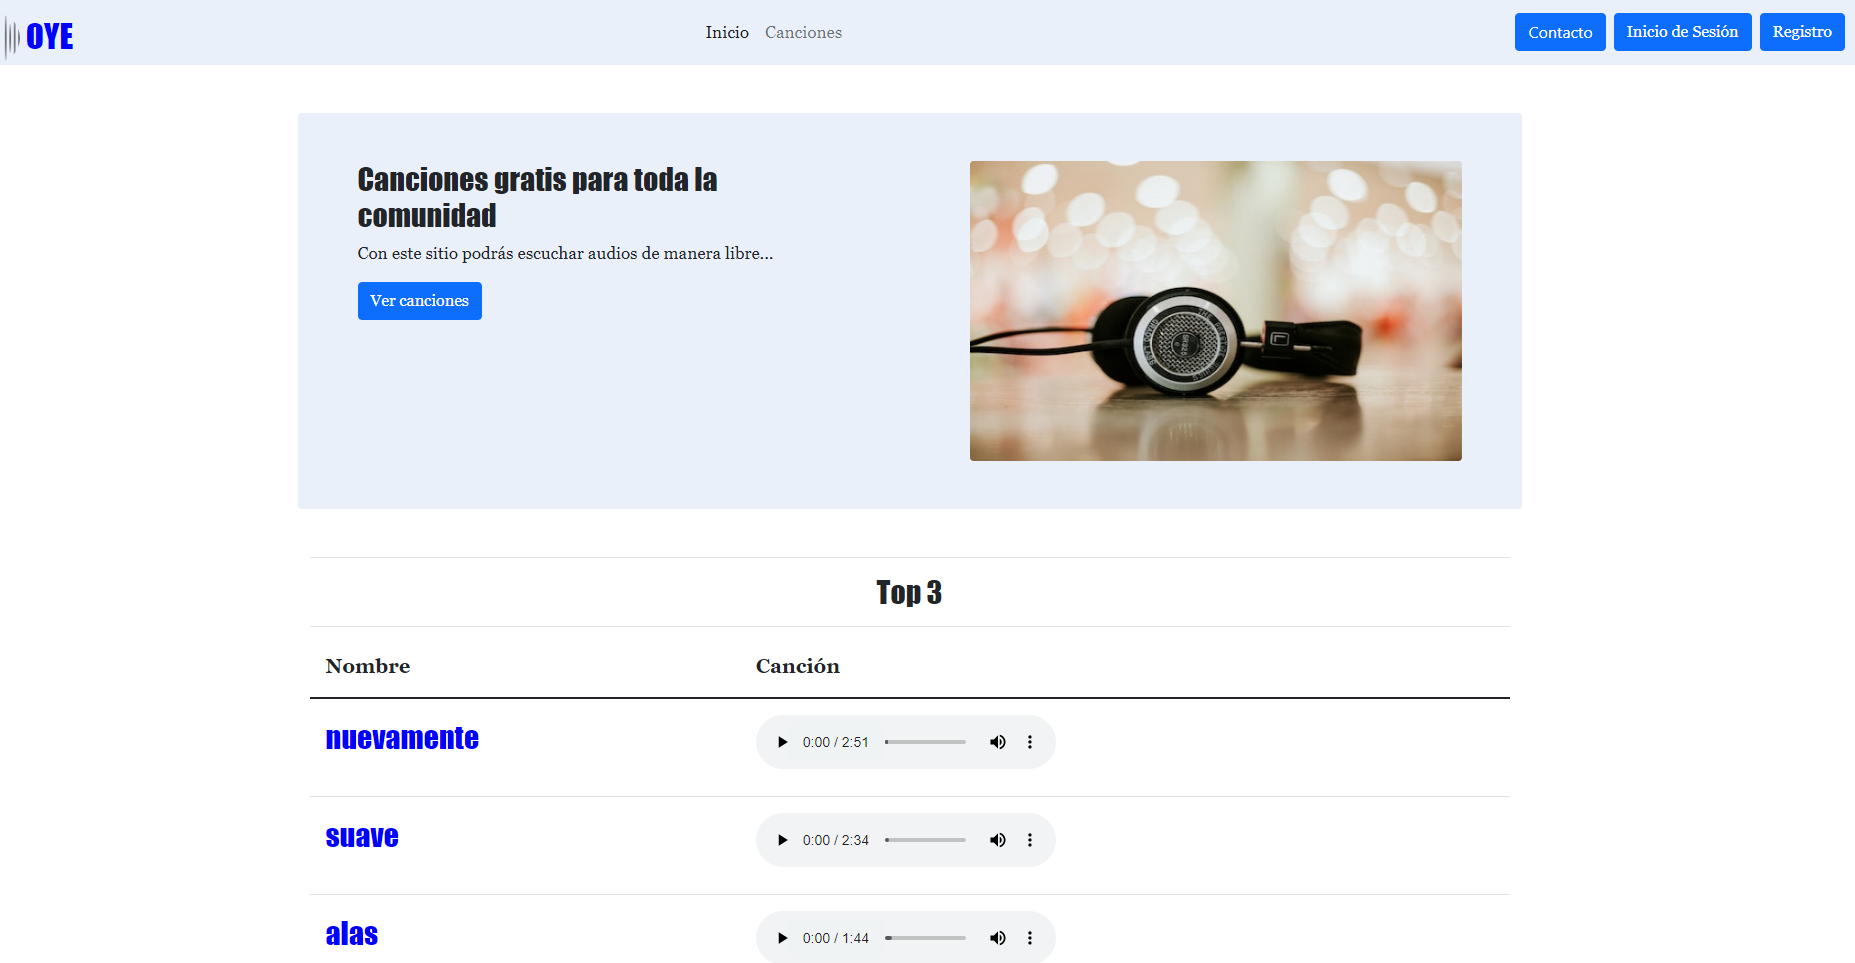 OYE
Inicio Canciones
Contacto Inicio de Sesión Registro
Canciones gratis para toda la
comunidad
Con este sitio podrás escuchar audios de manera libre...
Ver canciones
L
Top 3
Nombre Canción
nuevamente 0:00 / 2:51
suave 0:00 / 2:34
alas 0:00 / 1:44